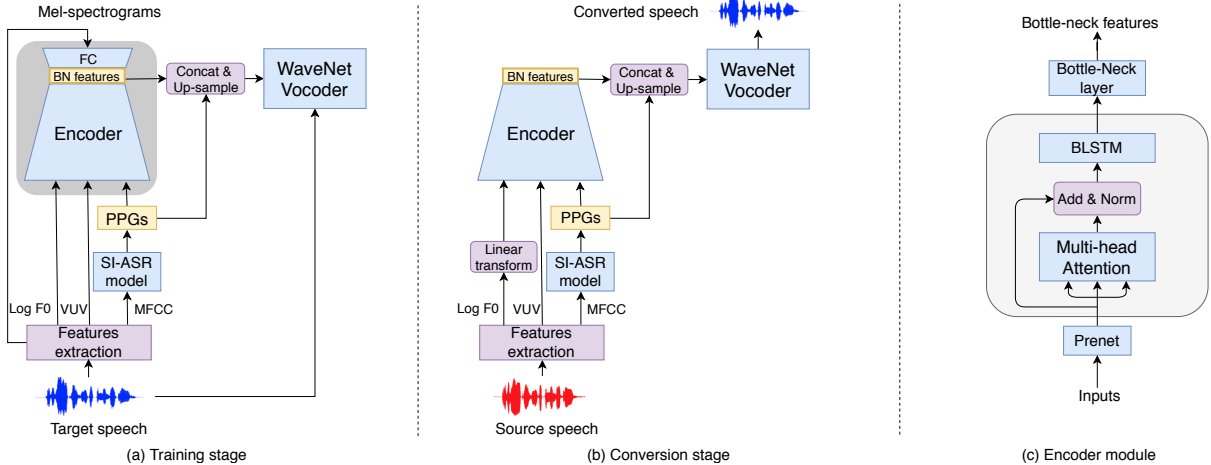 Mel-spectrograms
FC
BN features
Encoder
Concat &
Up-sample
WaveNet
Vocoder
PPGs
SI-ASR
model
Log F0
VUV
MFCC
Features
extraction
Target speech
(a) Training stage
Converted speech
BN features
Concat &
Up-sample
WaveNet
Vocoder
Encoder
PPGs
Linear
transform
SI-ASR
model
Log F0
VUV
MFCC
Features
extraction
Source speech
(b) Conversion stage
Bottle-neck features
Bottle-Neck
layer
BLSTM
Add & Norm
Multi-head
Attention
Prenet
Inputs
(c) Encoder module